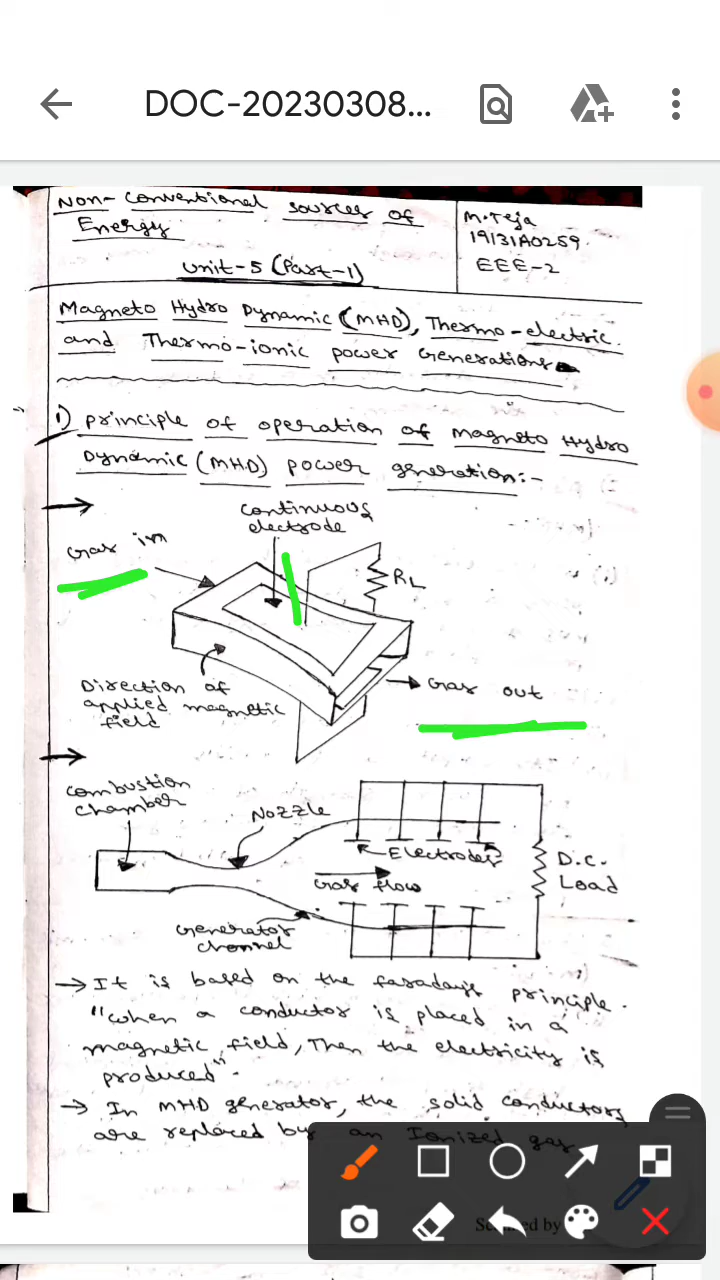 DOC-20230308...
Non-Conventional sources of
Energy
unit-5 (Part-1)
M.Teja
19131A0259.
EEE-2
Magneto Hydro Dynamic (MHD), Thermo-electric.
and Thermo-ionic power Generations
1) principle of operation of Magneto Hydro
Dynamic (MHD) power generation:-
continuous
electrode
Gas in
RL
Direction of
applied magnetic
field
Gas out
combustion
chamber
Nozzle
Electrodes
D.C.
Load
Gas flow
Generator
channel
→ It is based on the faraday's principle.
"when a conductor is placed in a
magnetic field, Then the electricity is
produced".
→ In MHD generator, the solid conductors
are replaced by an Ionized gas
ed by